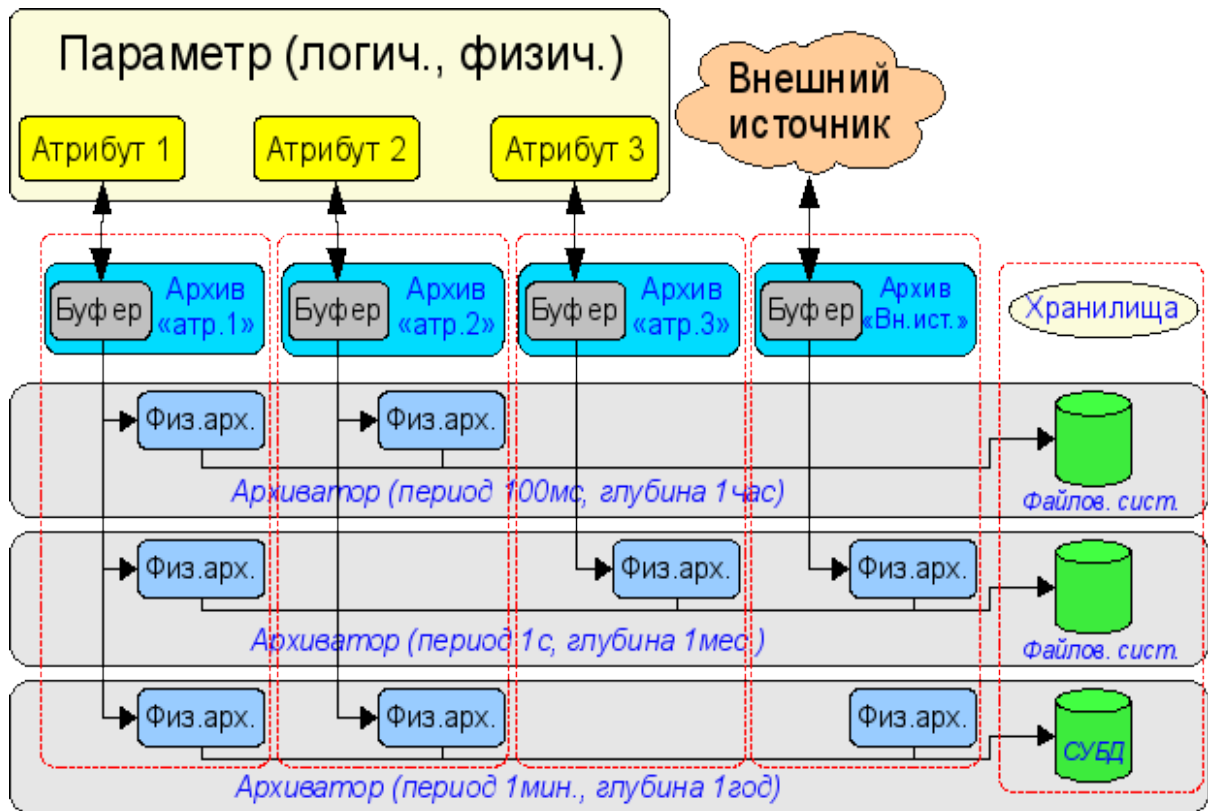 Параметр (логич., физич.)
Внешний
источник
Атрибут 1
Атрибут 2
Атрибут 3
Буфер
Архив
«атр.1»
Буфер
Архив
«атр.2»
Буфер
Архив
«атр.3»
Буфер
Архив
«Вн.ист.»
Хранилища
Физ.арх.
Физ.арх.
Архиватор (период 100мс, глубина 1час)
Файлов. сист.
Физ.арх.
Физ.арх.
Физ.арх.
Архиватор (период 1с, глубина 1мес )
Файлов. сист.
Физ.арх.
Физ.арх.
Физ.арх.
СУБД
Архиватор (период 1мин., глубина 1год)